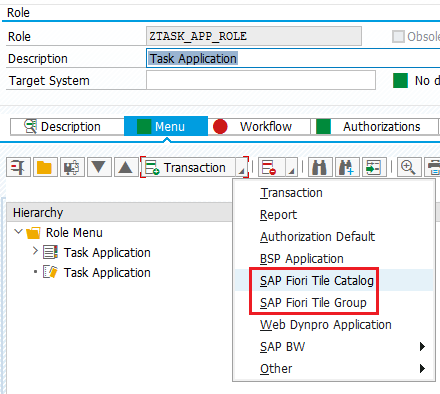 Role
Role ZTASK_APP_ROLE Obsole
Description Task Application
Target System No d
Description Menu Workflow Authorizations
Transaction
Hierarchy
Role Menu
Task Application
Task Application
Transaction
Report
Authorization Default
BSP Application
SAP Fiori Tile Catalog
SAP Fiori Tile Group
Web Dynpro Application
SAP BW
Other